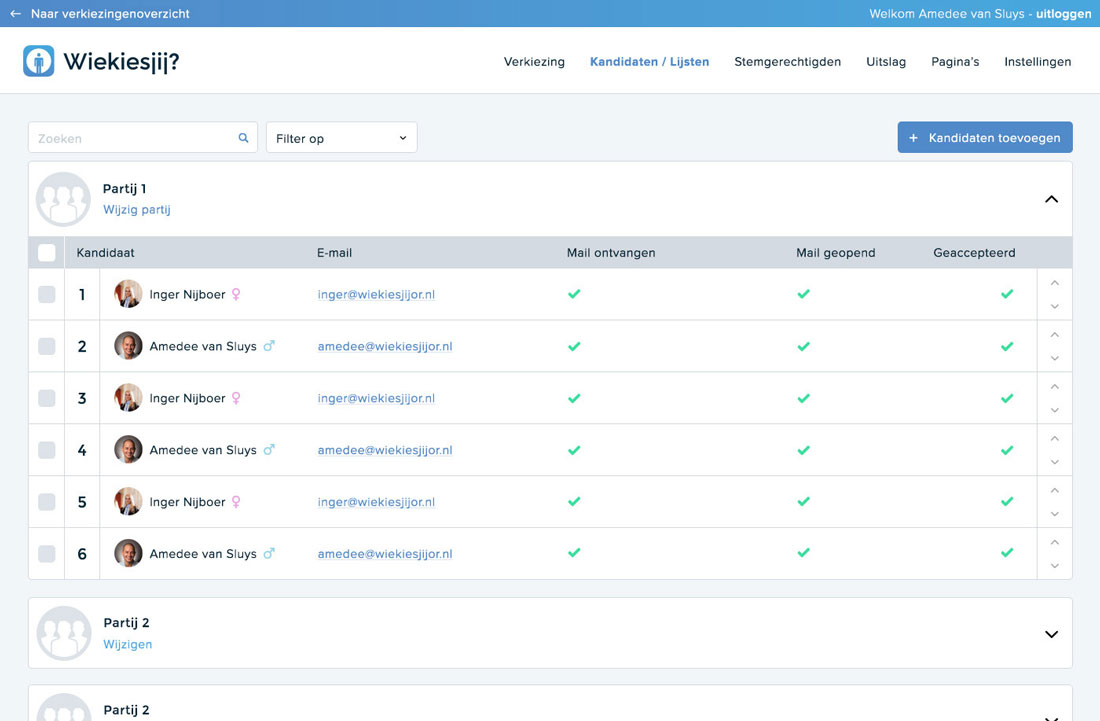 ← Naar verkiezingenoverzicht
Welkom Amedee van Sluys - uitloggen
Wiekiesjij?
Verkiezing Kandidaten / Lijsten Stemgerechtigden Uitslag Pagina's Instellingen
Zoeken
Filter op
+ Kandidaten toevoegen
Partij 1
Wijzig partij
Kandidaat E-mail Mail ontvangen Mail geopend Geaccepteerd
1 Inger Nijboer ♀ inger@wiekiesjijor.nl ✓ ✓ ✓
2 Amedee van Sluys ♂ amedee@wiekiesjijor.nl ✓ ✓ ✓
3 Inger Nijboer ♀ inger@wiekiesjijor.nl ✓ ✓ ✓
4 Amedee van Sluys ♂ amedee@wiekiesjijor.nl ✓ ✓ ✓
5 Inger Nijboer ♀ inger@wiekiesjijor.nl ✓ ✓ ✓
6 Amedee van Sluys ♂ amedee@wiekiesjijor.nl ✓ ✓ ✓
Partij 2
Wijzigen
Partij 2